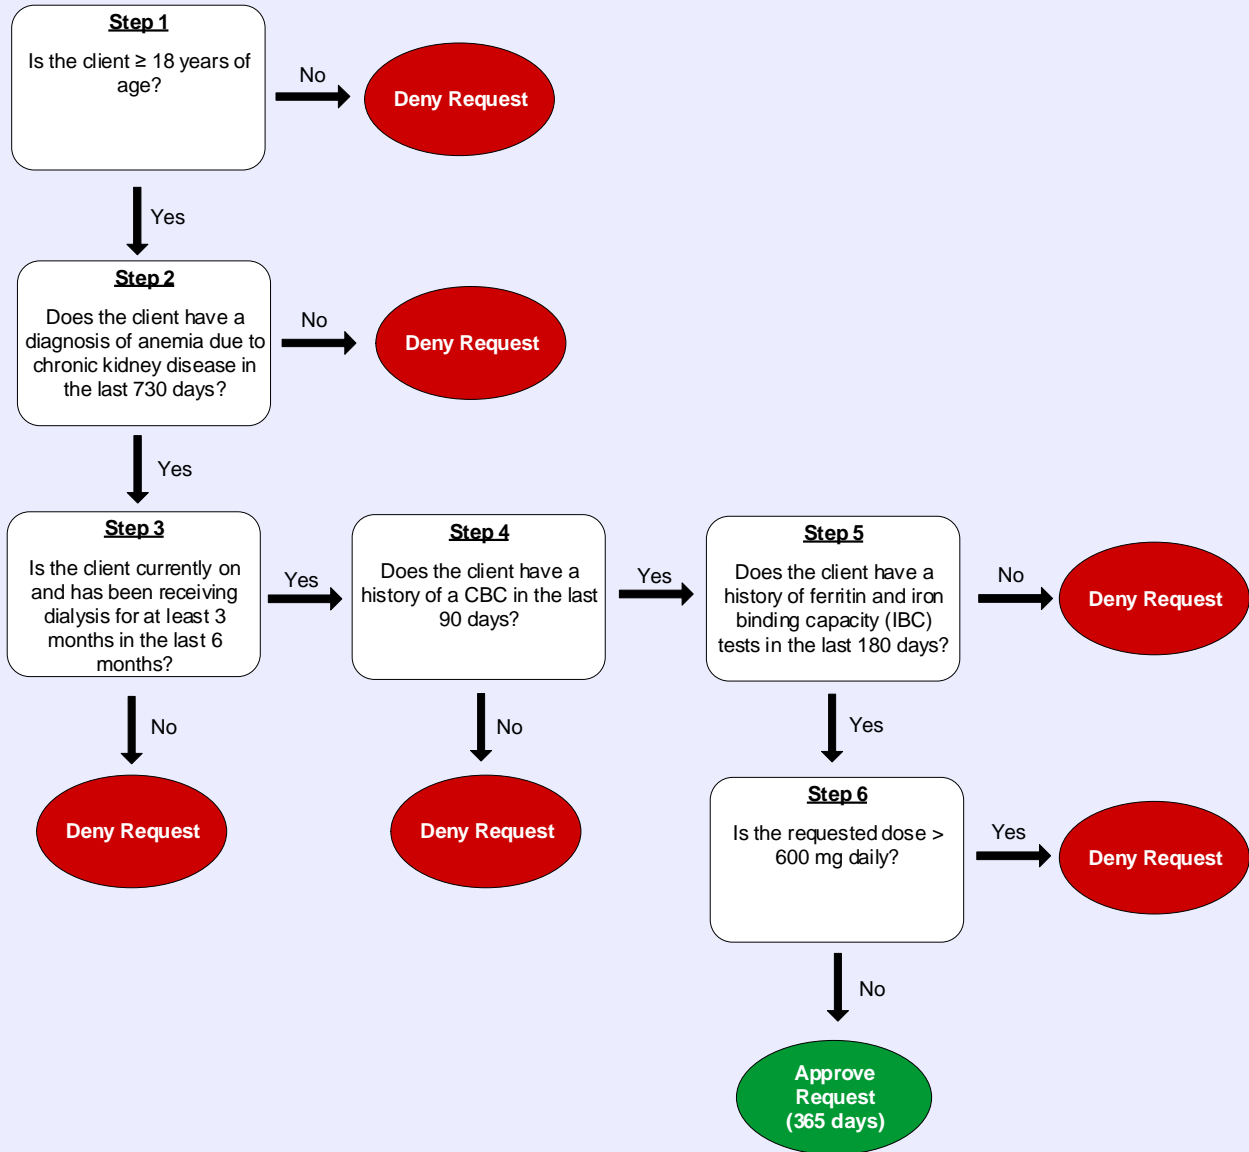 Step 1
Is the client ≥ 18 years of
age?
No
Deny Request
Yes
Step 2
Does the client have a
diagnosis of anemia due to
chronic kidney disease in
the last 730 days?
No
Deny Request
Yes
Step 3
Is the client currently on
and has been receiving
dialysis for at least 3
months in the last 6
months?
Yes
No
Deny Request
Step 4
Does the client have a
history of a CBC in the last
90 days?
Yes
No
Deny Request
Step 5
Does the client have a
history of ferritin and iron
binding capacity (IBC)
tests in the last 180 days?
No
Deny Request
Yes
Step 6
Is the requested dose >
600 mg daily?
Yes
Deny Request
No
Approve
Request
(365 days)